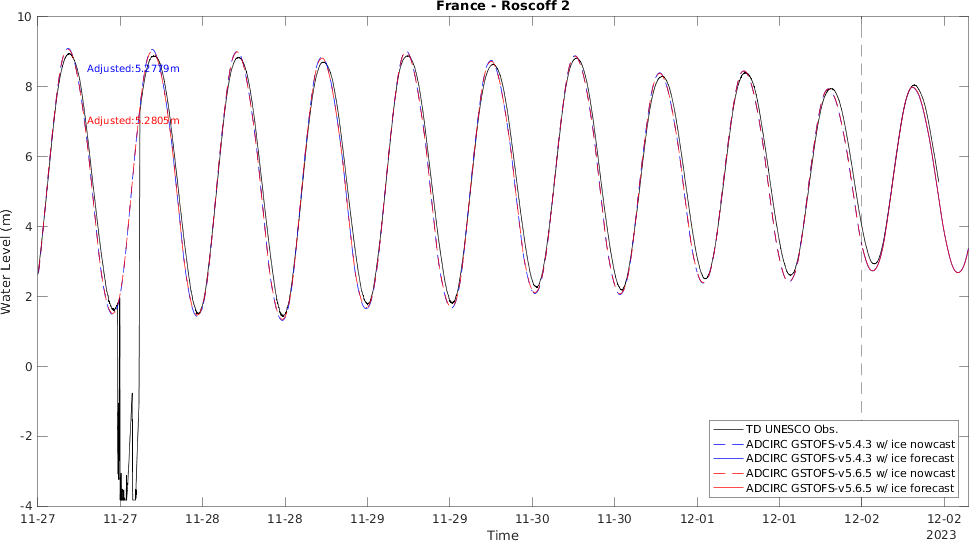 France - Roscoff 2
10
8
6
4
2
0
-2
-4
Water Level (m)
Adjusted:5.2779m
Adjusted:5.2805m
TD UNESCO Obs.
ADCIRC GSTOFS-v5.4.3 w/ ice nowcast
ADCIRC GSTOFS-v5.4.3 w/ ice forecast
ADCIRC GSTOFS-v5.6.5 w/ ice nowcast
ADCIRC GSTOFS-v5.6.5 w/ ice forecast
11-27 11-27 11-28 11-28 11-29 11-29 11-30 11-30 12-01 12-01 12-02 12-02
Time
2023